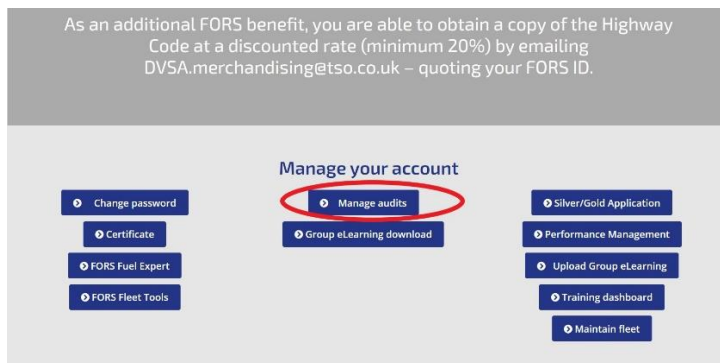 As an additional FORS benefit, you are able to obtain a copy of the Highway
Code at a discounted rate (minimum 20%) by emailing
DVSA.merchandising@tso.co.uk – quoting your FORS ID.
Manage your account
Change password
Certificate
FORS Fuel Expert
FORS Fleet Tools
Manage audits
Group eLearning download
Silver/Gold Application
Performance Management
Upload Group eLearning
Training dashboard
Maintain fleet